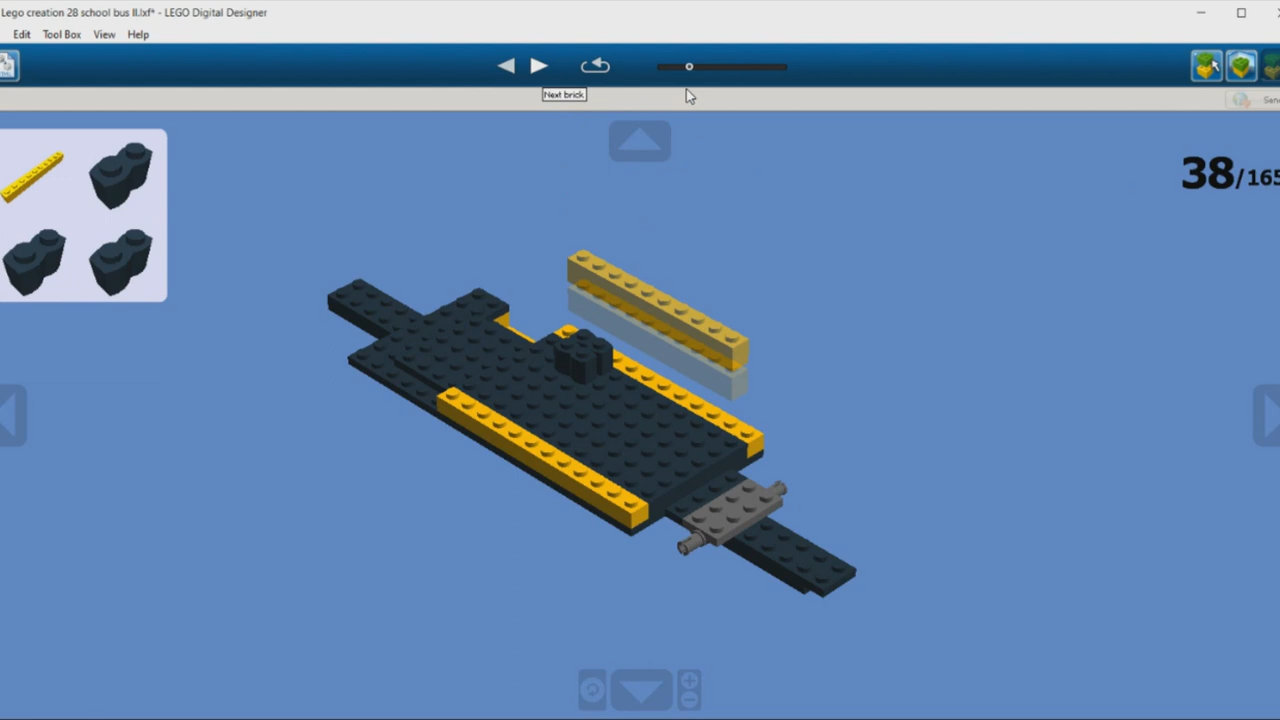 Lego creation 28 school bus II.lxf* - LEGO Digital Designer
Edit Tool Box View Help
Next brick
Sen
38/165